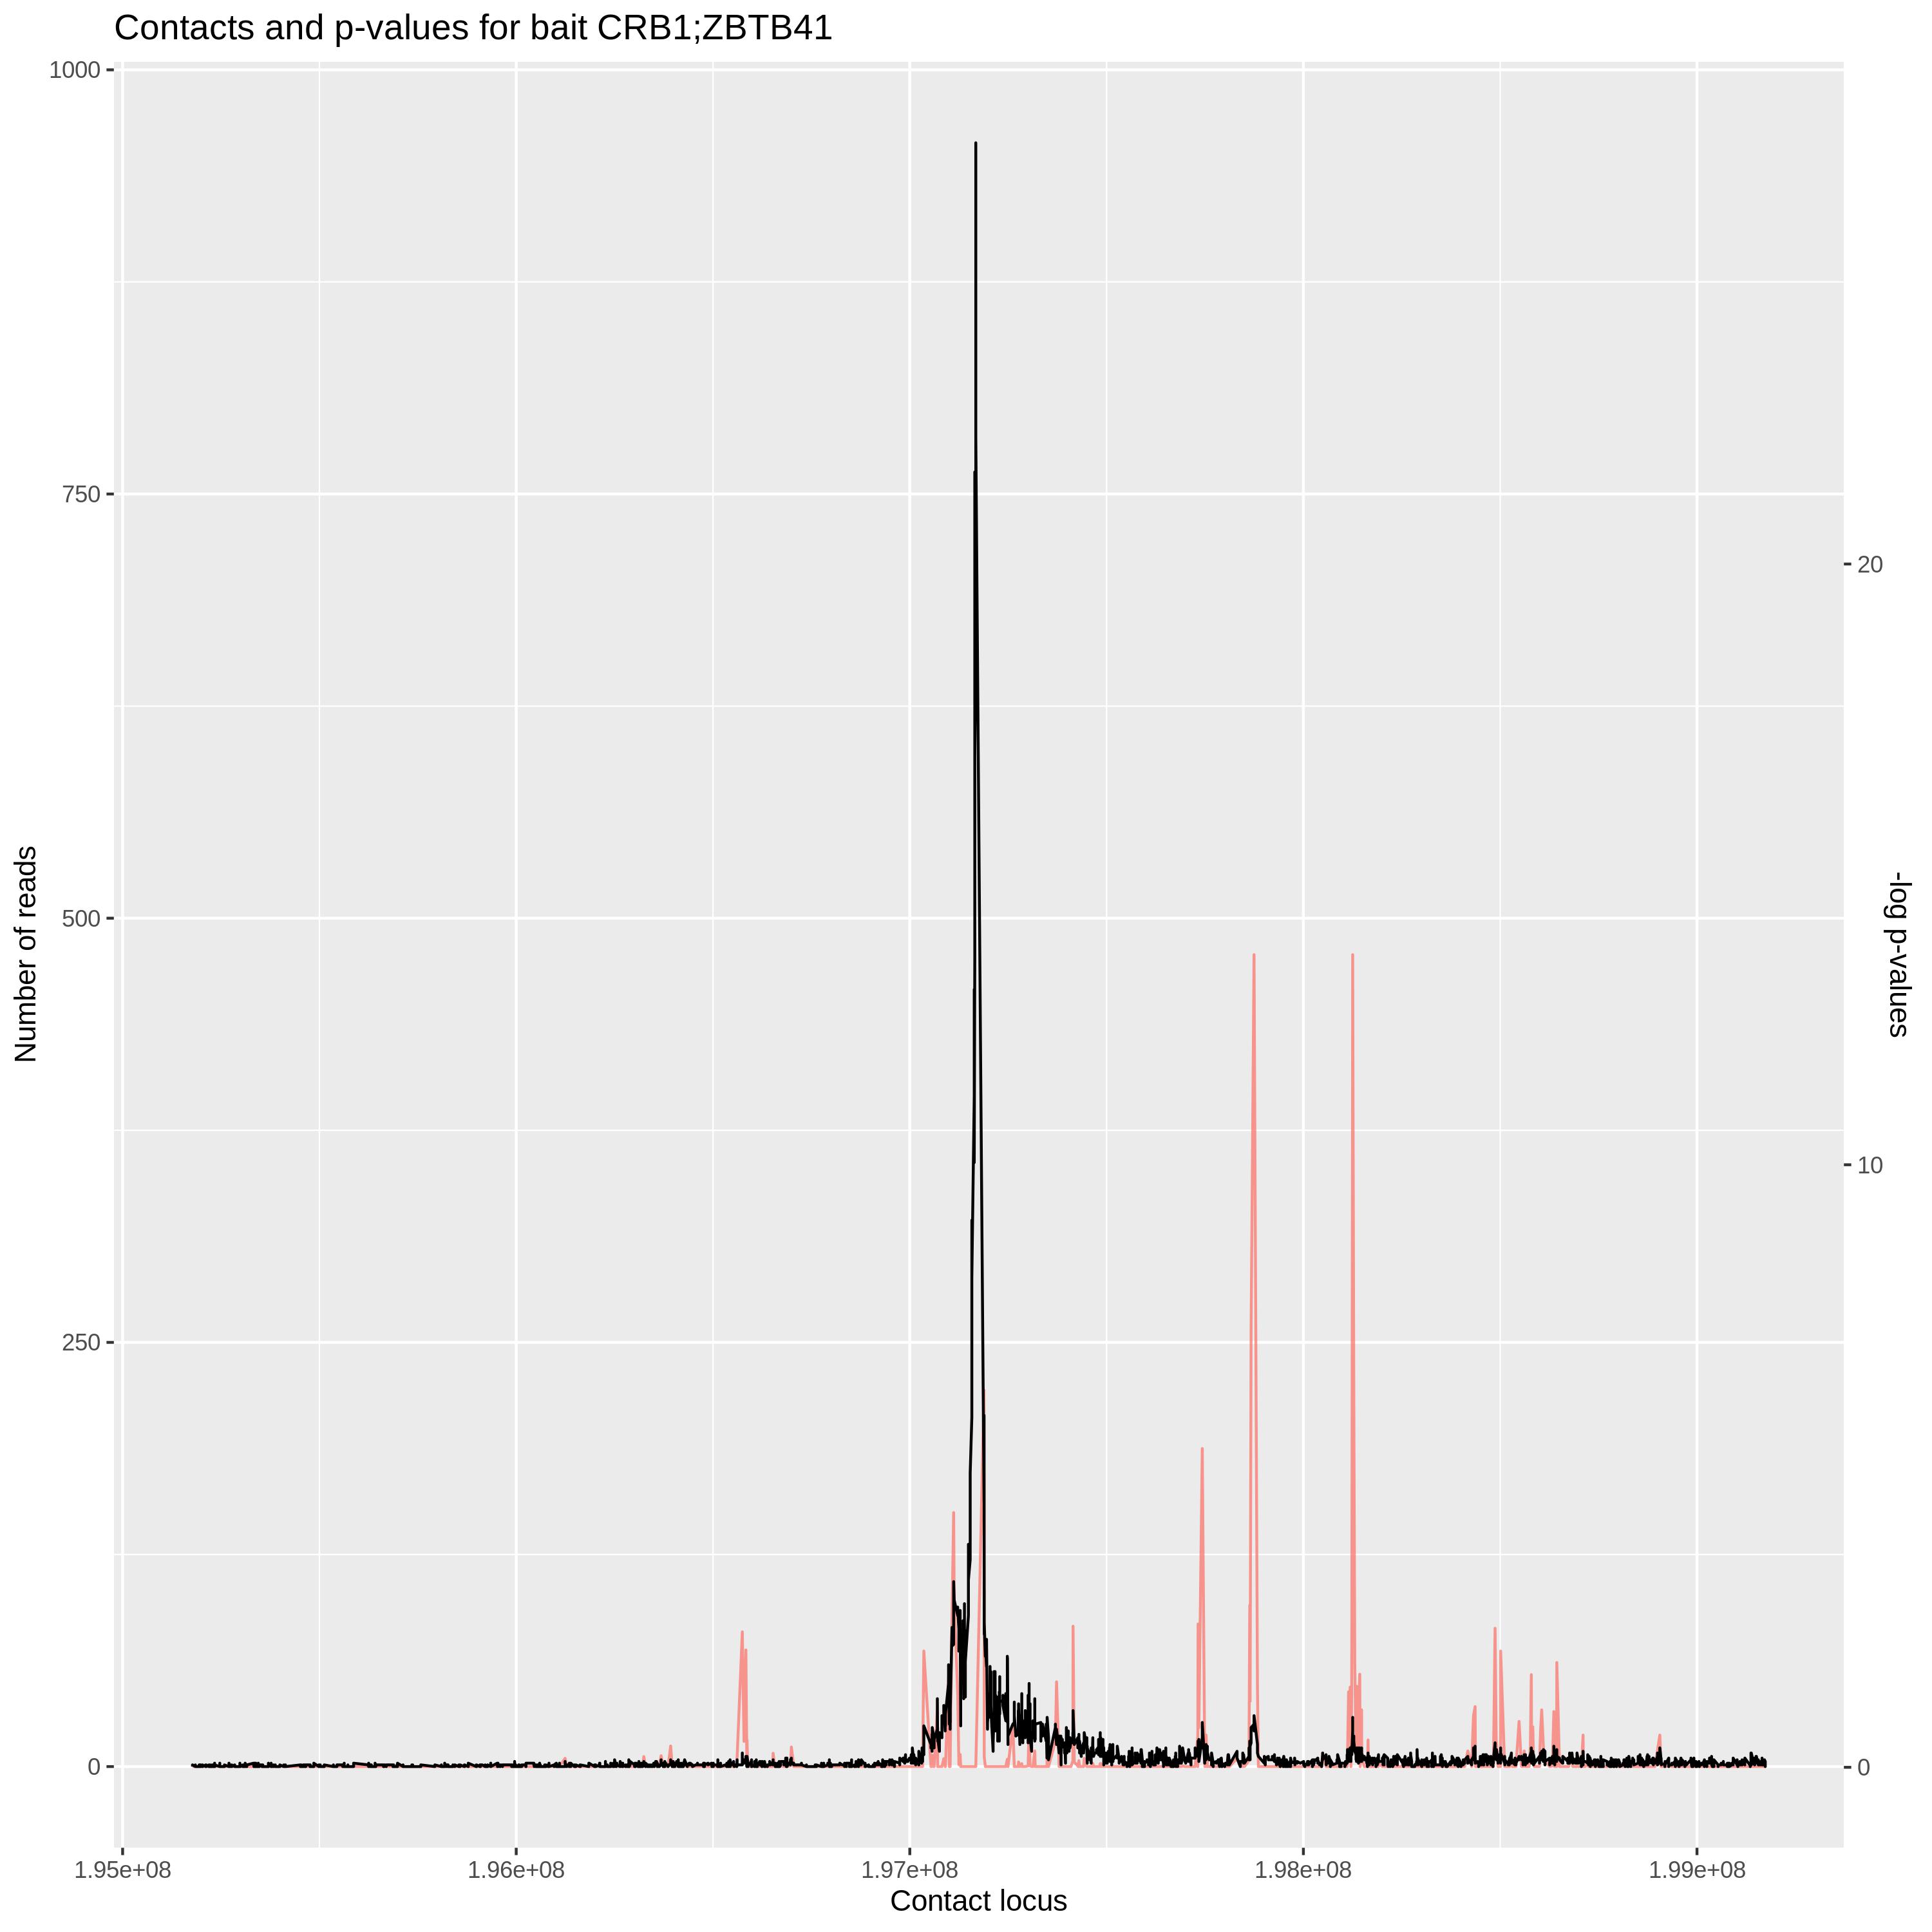 Contacts and p-values for bait CRB1;ZBTB41
1000
750
500
250
0
Number of reads
20
10
0
-log p-values
1.95e+08
1.96e+08
1.97e+08
1.98e+08
1.99e+08
Contact locus